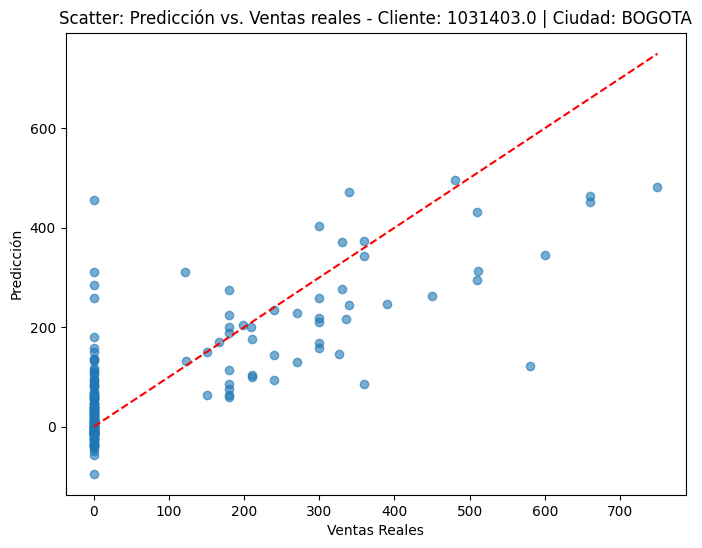 Scatter: Predicción vs. Ventas reales - Cliente: 1031403.0 | Ciudad: BOGOTA
Predicción
600
400
200
0
0 100 200 300 400 500 600 700
Ventas Reales